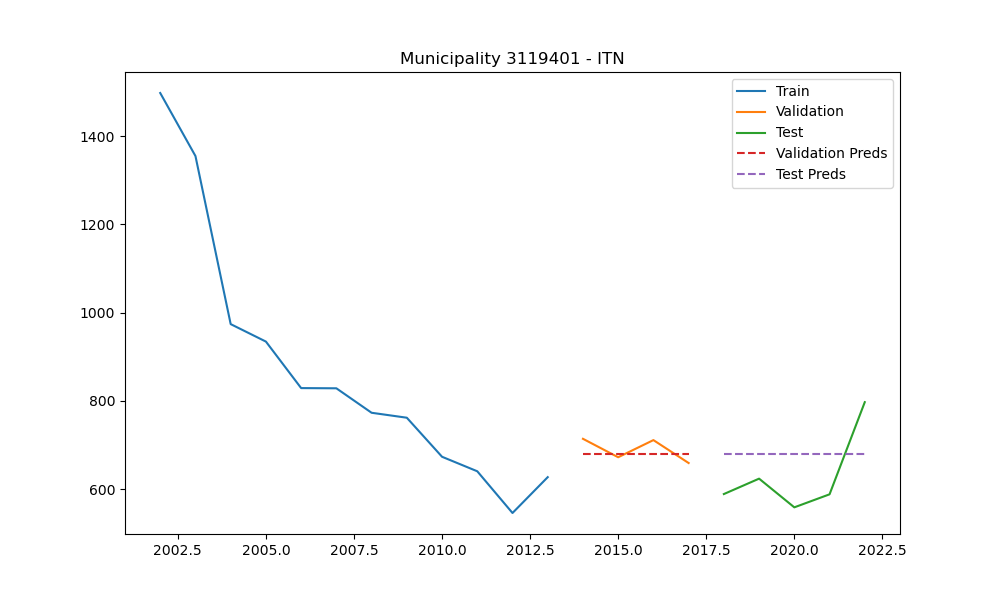 Municipality 3119401 - ITN
Train
Validation
Test
Validation Preds
Test Preds
1400
1200
1000
800
600
2002.5 2005.0 2007.5 2010.0 2012.5 2015.0 2017.5 2020.0 2022.5